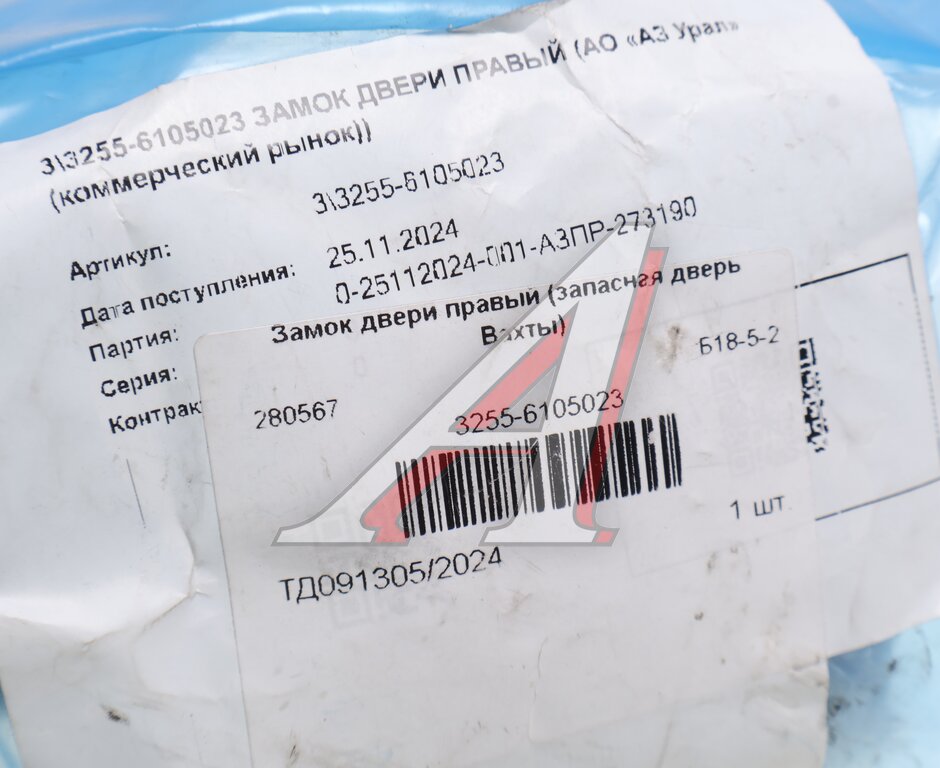 3\3255-6105023 ЗАМОК ДВЕРИ ПРАВЫЙ (АО «АЗ Урал»
(коммерческий рынок))
Артикул: 3\3255-6105023
Дата поступления: 25.11.2024
Партия: 0-25112024-001-АЗПР-273190
Серия:
Контрак
Замок двери правый (запасная дверь
Вахты)
Б18-5-2
280567 3255-6105023
1 шт.
ТД091305/2024